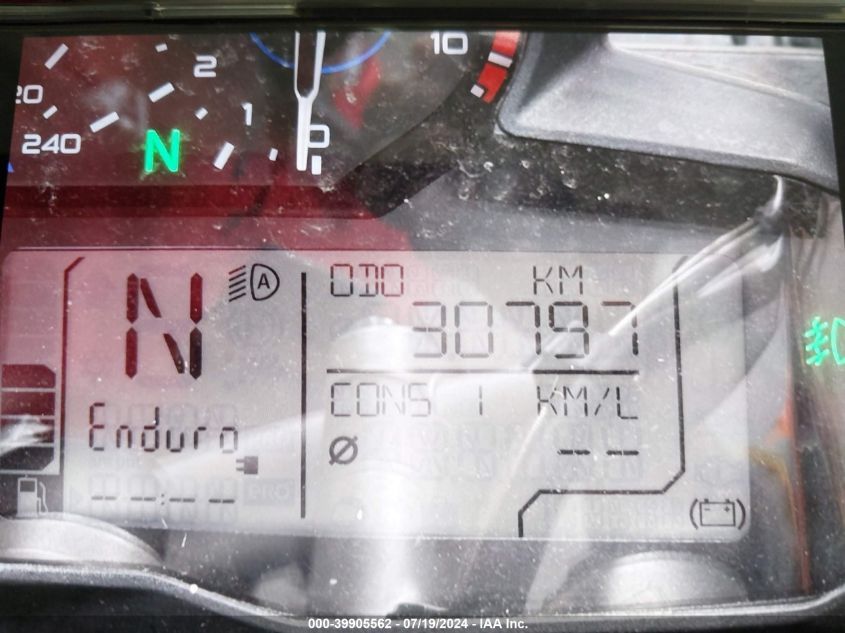 20
240
2
1
0
10
N
N
A
ODO KM
30797
CONS 1 KM/L
Ø -- --
Enduro
-- --:-- --
000-39905562 - 07/19/2024 - IAA Inc.